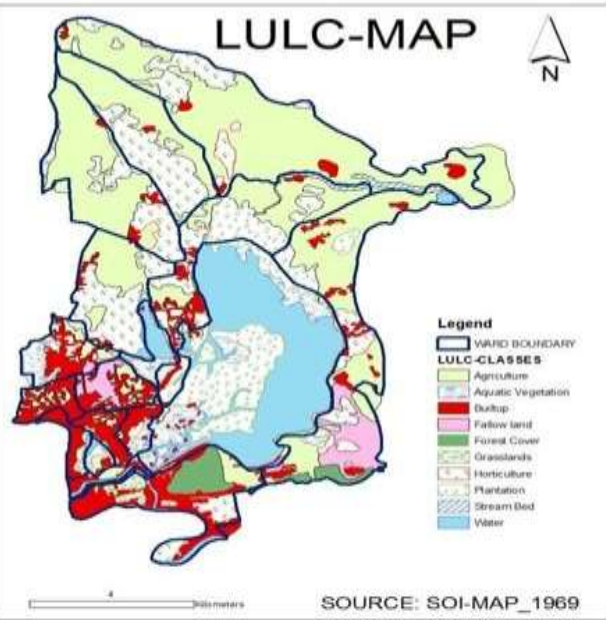 LULC-MAP
N
Legend
WARD BOUNDARY
LULC-CLASSES
Agriculture
Aquatic Vegetation
Builtup
Fallow land
Forest Cover
Grasslands
Horticulture
Plantation
Stream Bed
Water
4
Kilometers
SOURCE: SOI-MAP_1969